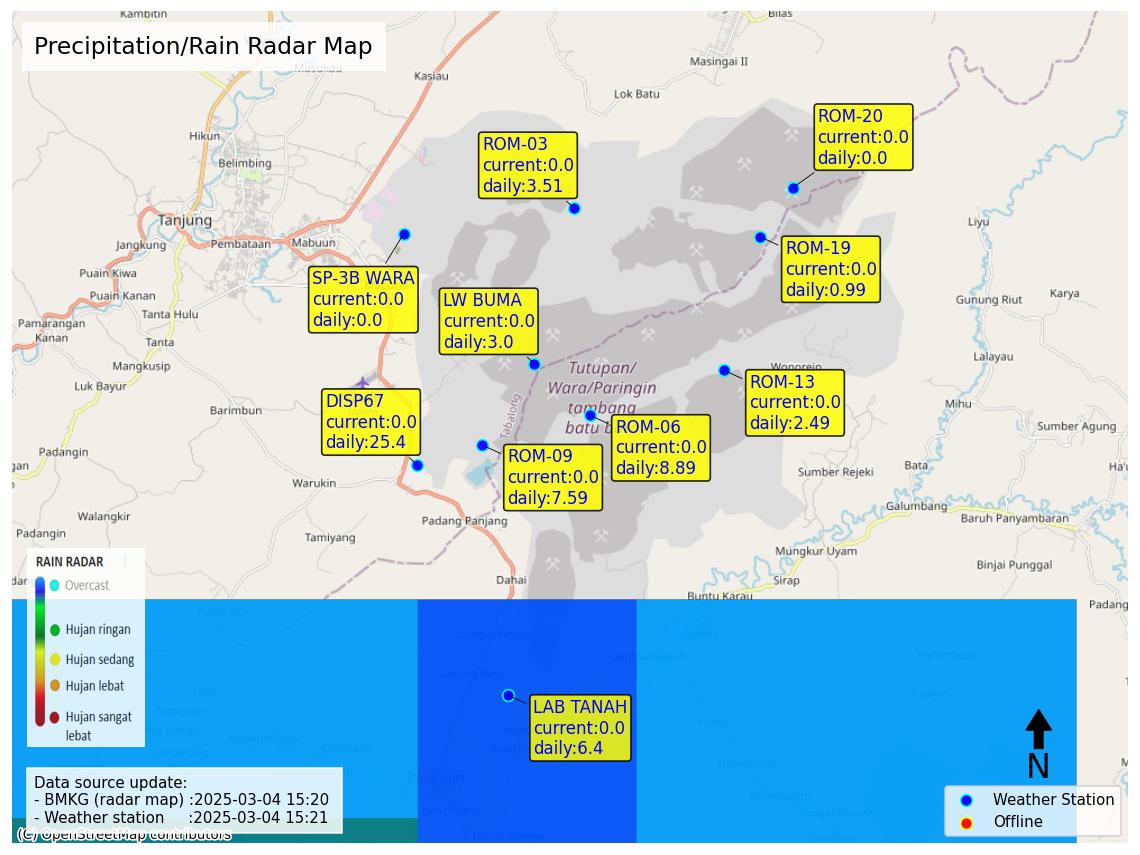 Kambitin
Bilas
Precipitation/Rain Radar Map
Masukau
Kasiau
Masingai II
Lok Batu
Hikun
Belimbing
ROM-03
current:0.0
daily:3.51
ROM-20
current:0.0
daily:0.0
Tanjung
Liyu
Jangkung
Pembataan
Mabuun
ROM-19
current:0.0
daily:0.99
Puain Kiwa
SP-3B WARA
current:0.0
daily:0.0
Puain Kanan
Tanta Hulu
LW BUMA
current:0.0
daily:3.0
Gunung Riut
Karya
Pamarangan
Kanan
Tanta
Mangkusip
Lalayau
Luk Bayur
Tutupan/
Wara/Paringin
tambang
batu b
Wonorejo
ROM-13
current:0.0
daily:2.49
Barimbun
DISP67
current:0.0
daily:25.4
Tabalong
Mihu
Sumber Agung
ROM-06
current:0.0
daily:8.89
Padangin
ROM-09
current:0.0
daily:7.59
Bata
Ha'u
Sumber Rejeki
Warukin
Galumbang
Baruh Panyambaran
Walangkir
Padang Panjang
Padangin
Tamiyang
Mungkur Uyam
Binjai Punggal
Dahai
Sirap
Buntu Karau
Padang
RAIN RADAR
Overcast
Hujan ringan
Hujan sedang
Hujan lebat
Hujan sangat
lebat
Sungai Katapi
Lasung Batu
LAB TANAH
current:0.0
daily:6.4
Paringin
N
Data source update:
- BMKG (radar map) :2025-03-04 15:20
- Weather station :2025-03-04 15:21
(C) OpenStreetMap contributors
Weather Station
Offline